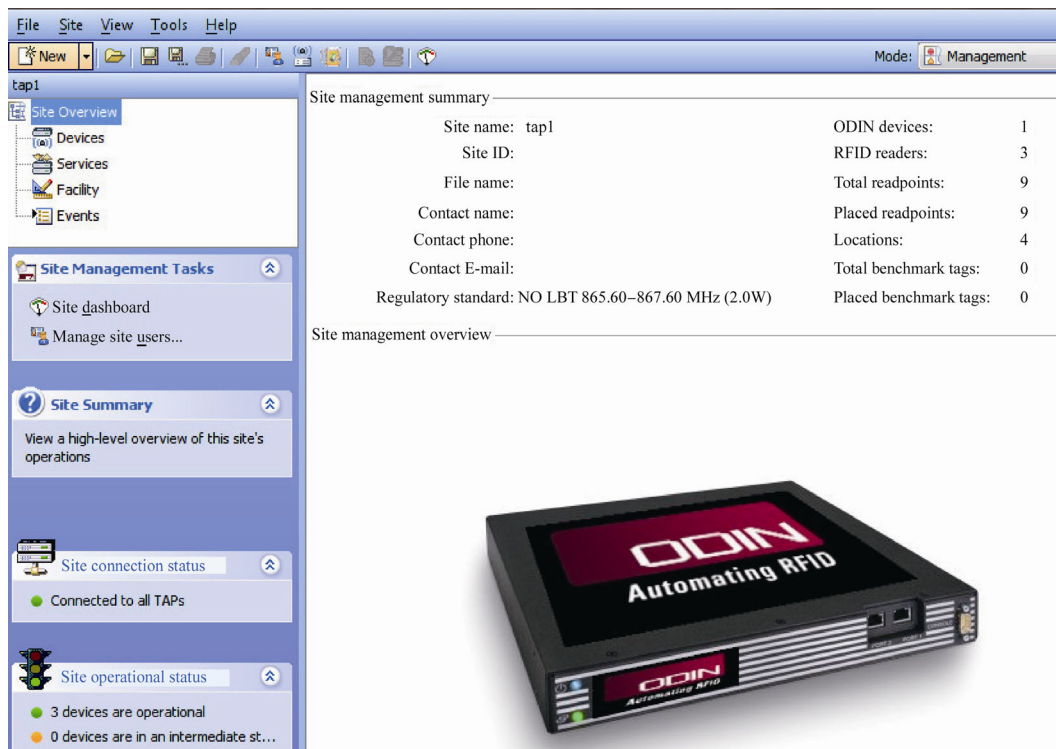 File Site View Tools Help
New Mode: Management
tap1
Site Overview
Devices
Services
Facility
Events
Site Management Tasks
Site dashboard
Manage site users...
Site Summary
View a high-level overview of this site's
operations
Site connection status
Connected to all TAPs
Site operational status
3 devices are operational
0 devices are in an intermediate st...
Site management summary
Site name: tap1 ODIN devices: 1
Site ID: RFID readers: 3
File name: Total readpoints: 9
Contact name: Placed readpoints: 9
Contact phone: Locations: 4
Contact E-mail: Total benchmark tags: 0
Regulatory standard: NO LBT 865.60–867.60 MHz (2.0W) Placed benchmark tags: 0
Site management overview
ODIN
Automating RFID
PORT 2 PORT 1 CONSOLE
ODIN
Automating RFID